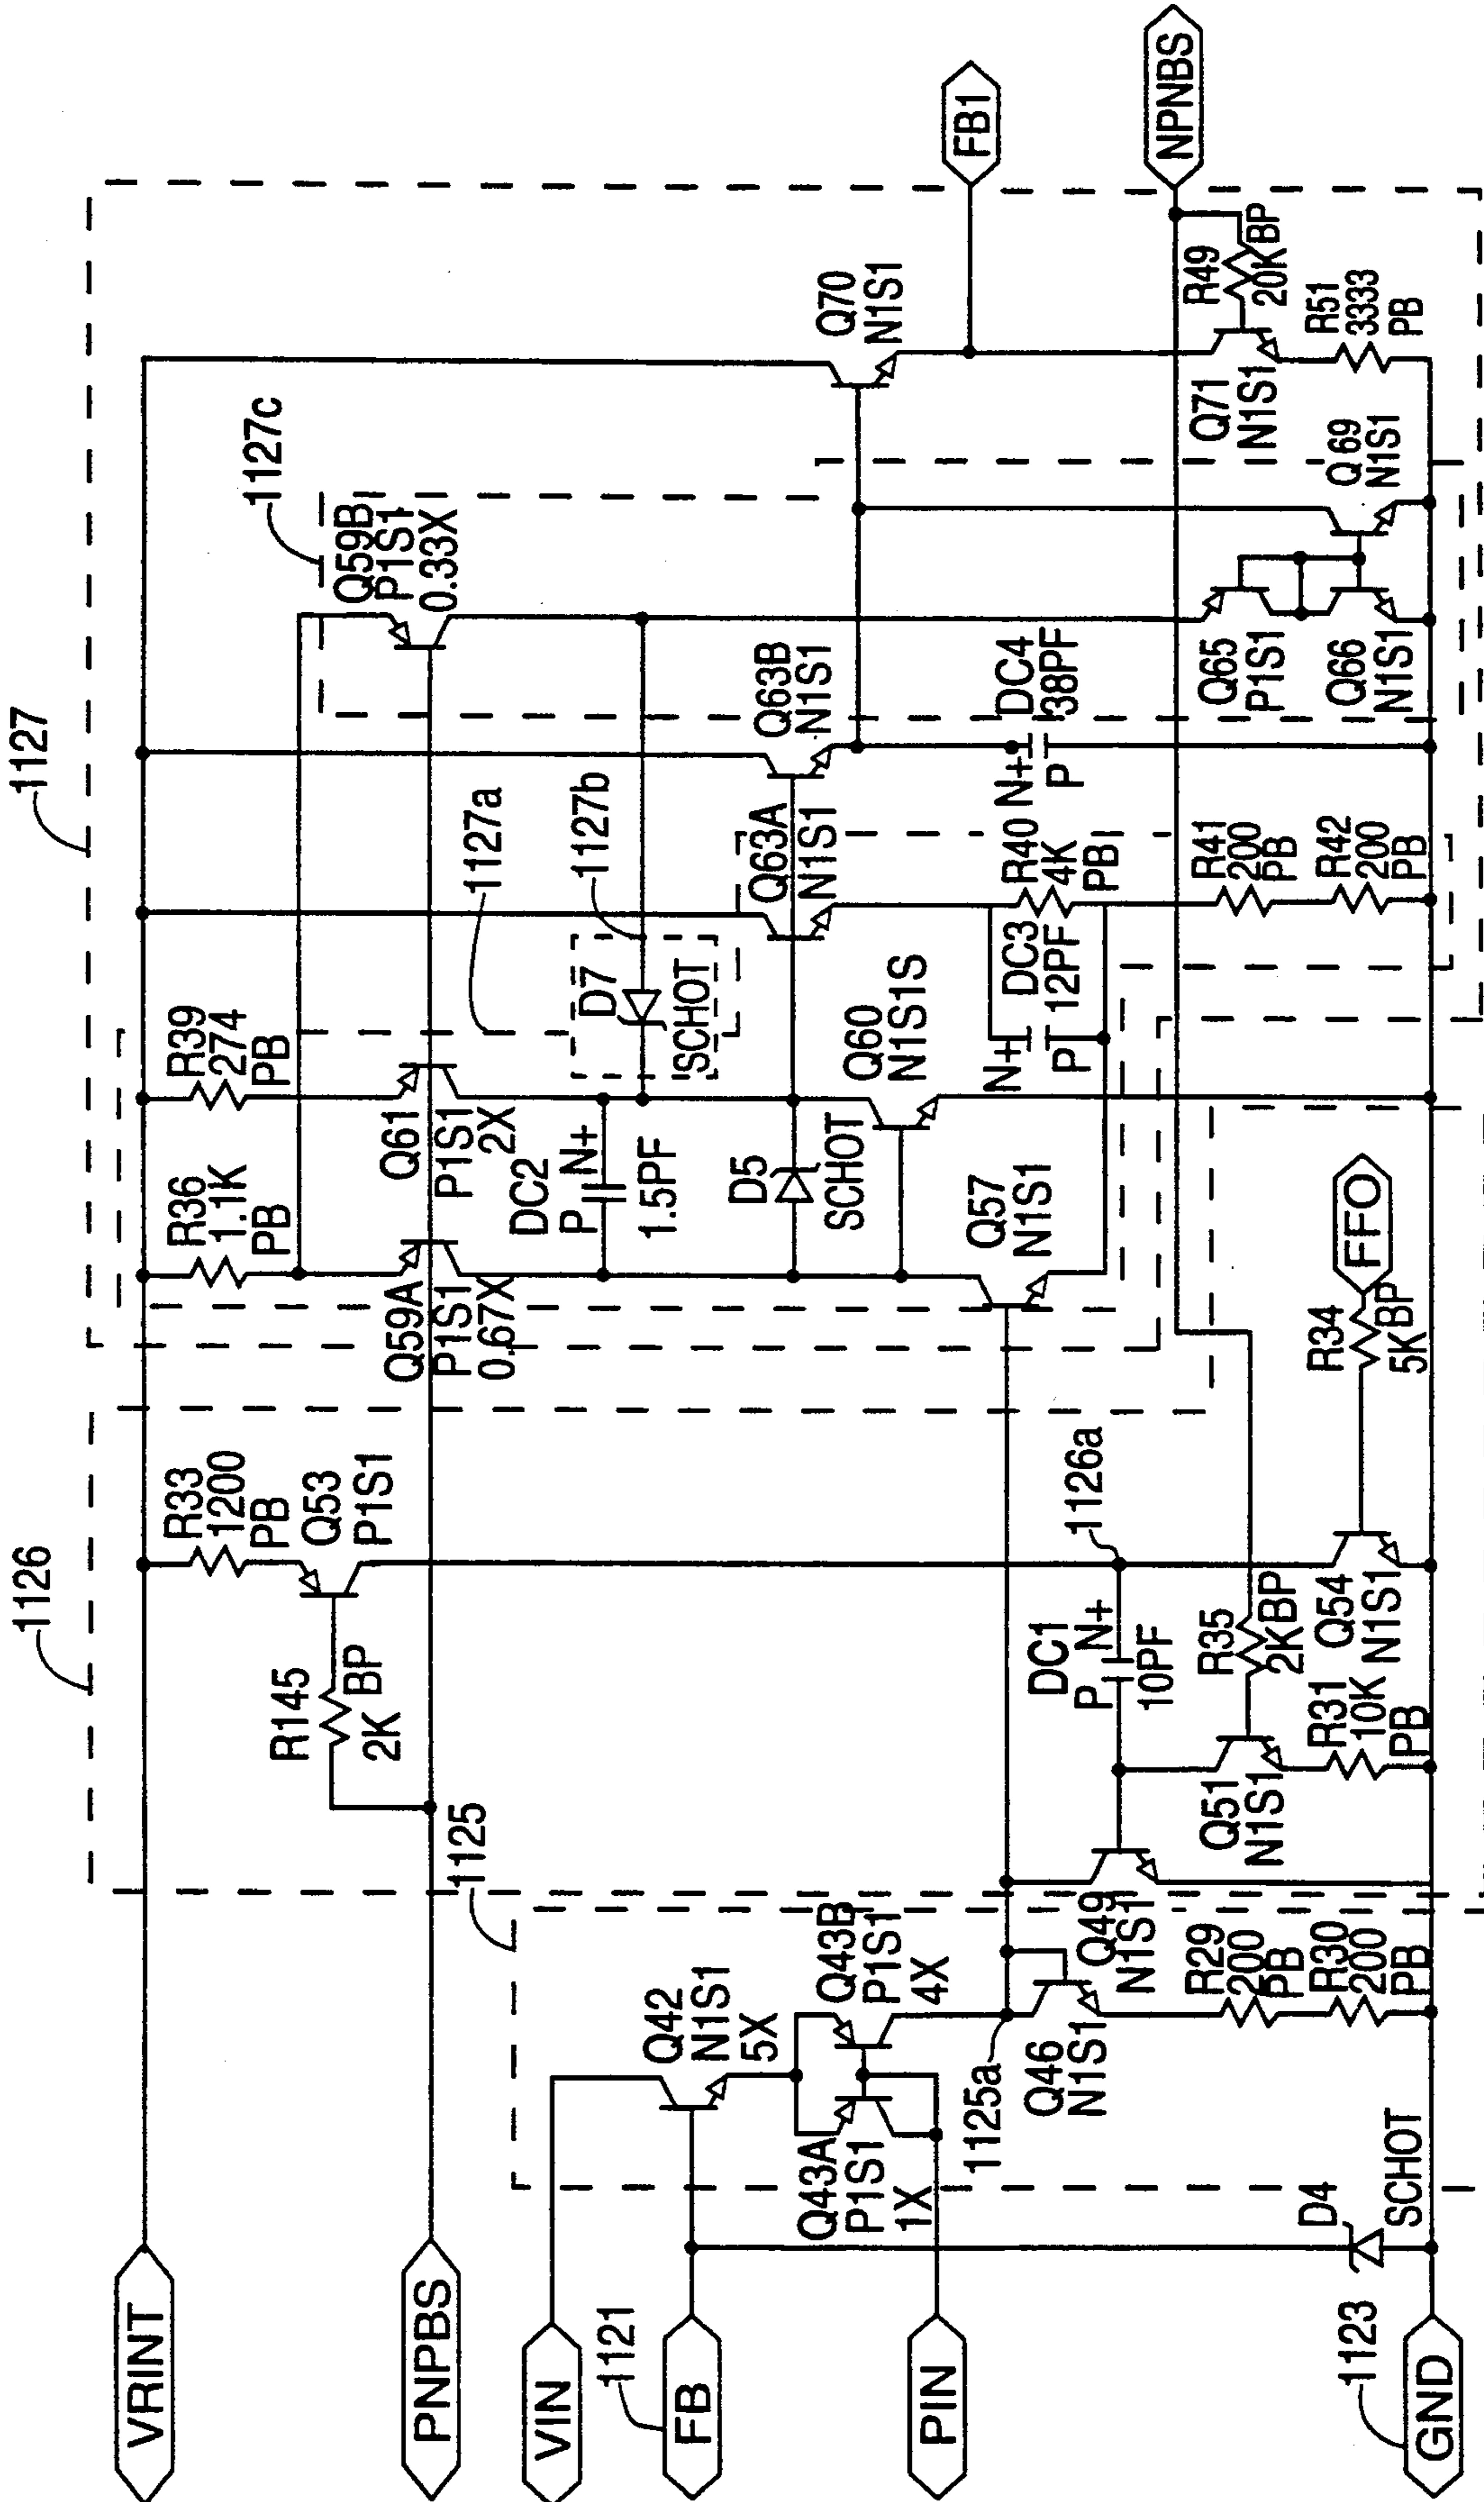 1126
1127
VRINT
PNPBS
VIN
1121
FB
PIN
1123
GND
D4
SCHOT
1125
Q42
N1S1
5X
Q43A
P1S1
1X
Q43B
P1S1
4X
1125a
Q46
N1S1
Q49
N1S1
R29
200
PB
R30
200
PB
R145
2K BP
R33
1200
PB
Q53
P1S1
1126a
DC1
P N+
10PF
Q51
N1S1
R31
10K
PB
R35
2KBP
Q54
N1S1
R34
5KBP
FFO
R36
1.1K
PB
R39
274
PB
Q59A
P1S1
0.67X
Q61
P1S1
2X
DC2
P N+
1.5PF
D5
SCHOT
Q57
N1S1
Q60
N1S1S
1127a
1127b
D7
SCHOT
Q63A
N1S1
Q63B
N1S1
N+
P
DC3
12PF
R40
4K
PB
R41
200
PB
R42
200
PB
N+
P
DC4
38PF
1127c
Q59B
P1S1
0.33X
Q65
P1S1
Q66
N1S1
Q69
N1S1
Q70
N1S1
Q71
N1S1
R49
20K
BP
R51
3333
PB
FB1
NPNBS